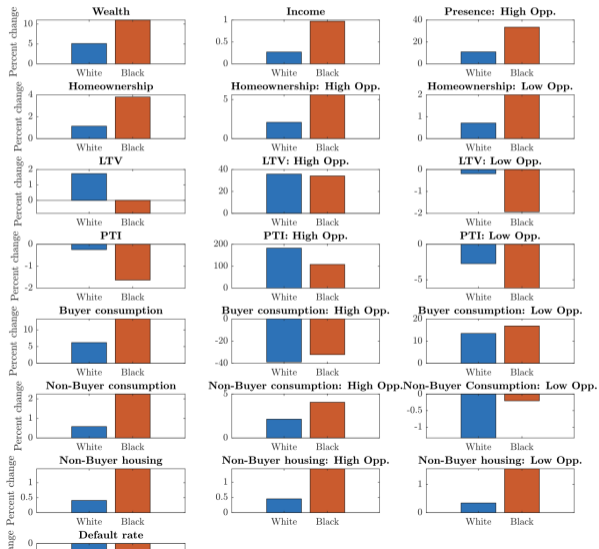 Wealth
Percent change
10
5
0
White Black
Income
1
0.5
0
White Black
Presence: High Opp.
40
20
0
White Black
Homeownership
Percent change
4
2
0
White Black
Homeownership: High Opp.
5
0
White Black
Homeownership: Low Opp.
2
1
0
White Black
LTV
Percent change
2
1
0
White Black
LTV: High Opp.
40
20
0
White Black
LTV: Low Opp.
0
-1
-2
White Black
PTI
Percent change
0
-1
-2
White Black
PTI: High Opp.
200
100
0
White Black
PTI: Low Opp.
0
-5
White Black
Buyer consumption
Percent change
10
5
0
White Black
Buyer consumption: High Opp.
0
-20
-40
White Black
Buyer consumption: Low Opp.
20
10
0
White Black
Non-Buyer consumption
Percent change
2
1
0
White Black
Non-Buyer consumption: High Opp.
5
0
White Black
Non-Buyer Consumption: Low Opp.
0
-0.5
-1
White Black
Non-Buyer housing
Percent change
1
0.5
0
White Black
Non-Buyer housing: High Opp.
1
0.5
0
White Black
Non-Buyer housing: Low Opp.
1
0
White Black
Default rate
0